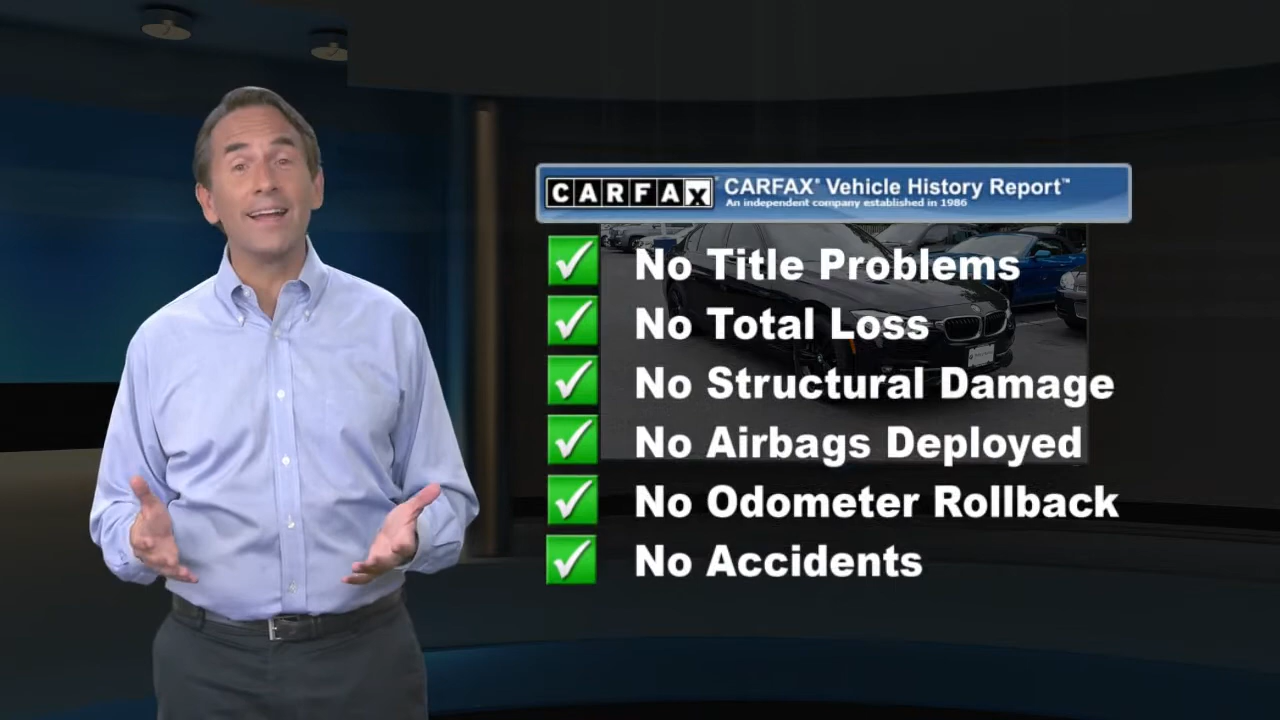 CARFAX
CARFAX® Vehicle History Report™
An independent company established in 1986
No Title Problems
No Total Loss
No Structural Damage
No Airbags Deployed
No Odometer Rollback
No Accidents